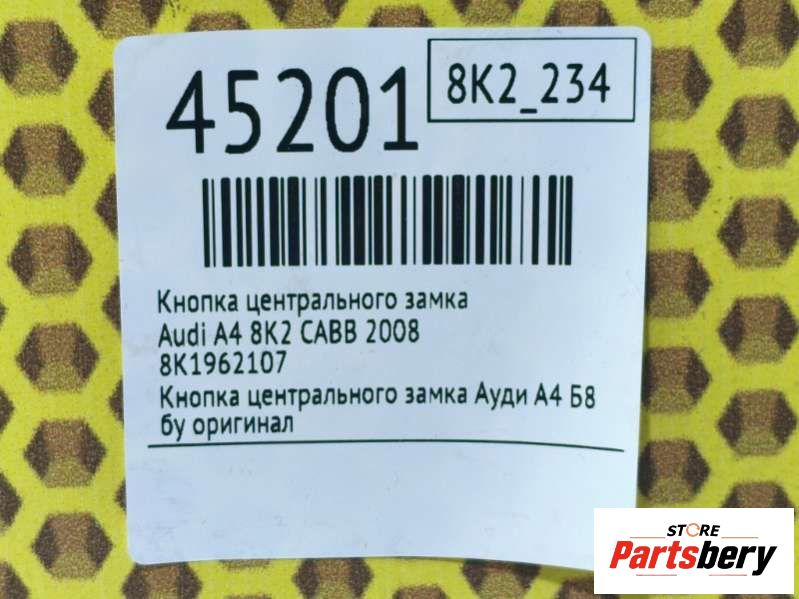 45201
8K2_234
Кнопка центрального замка
Audi A4 8K2 CABB 2008
8K1962107
Кнопка центрального замка Ауди А4 Б8
бу оригинал
STORE
Partsbery